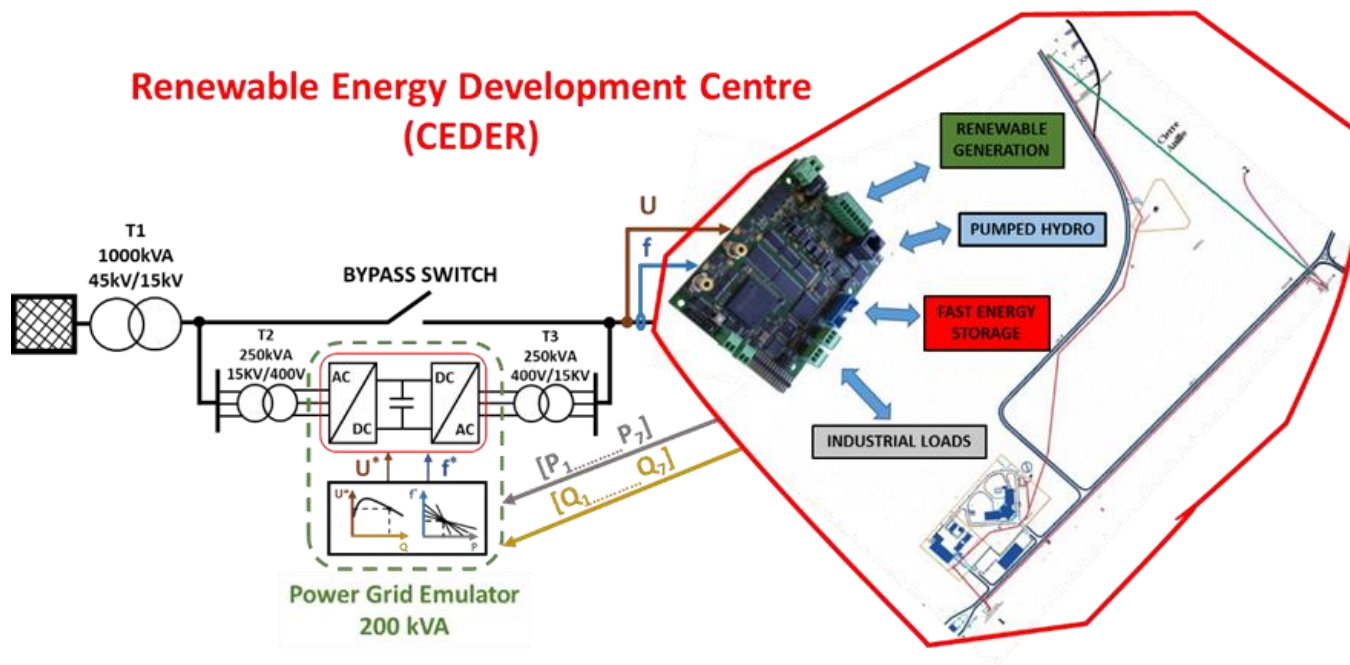 Renewable Energy Development Centre
(CEDER)
T1
1000kVA
45kV/15kV
BYPASS SWITCH
U
f
T2
250kVA
15KV/400V
T3
250kVA
400V/15KV
AC
DC
DC
AC
U*
f*
U*
Q
f*
P
[P1.........P7]
[Q1......... Q7]
Power Grid Emulator
200 kVA
RENEWABLE
GENERATION
PUMPED HYDRO
FAST ENERGY
STORAGE
INDUSTRIAL LOADS
Cierre
Anillo